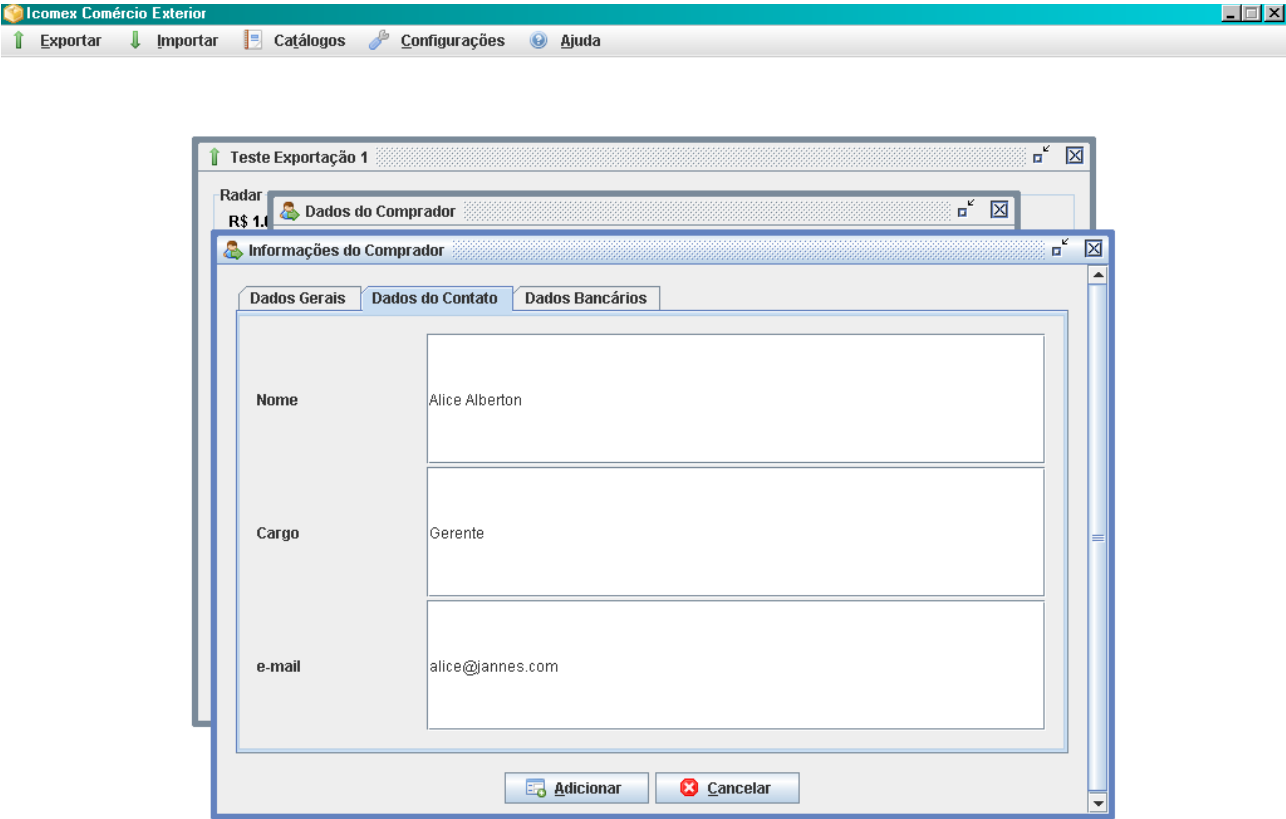 Icomex Comércio Exterior
Exportar Importar Catálogos Configurações Ajuda
Teste Exportação 1
Radar
R$
Dados do Comprador
Informações do Comprador
Dados Gerais Dados do Contato Dados Bancários
Nome Alice Alberton
Cargo Gerente
e-mail alice@jannes.com
Adicionar Cancelar